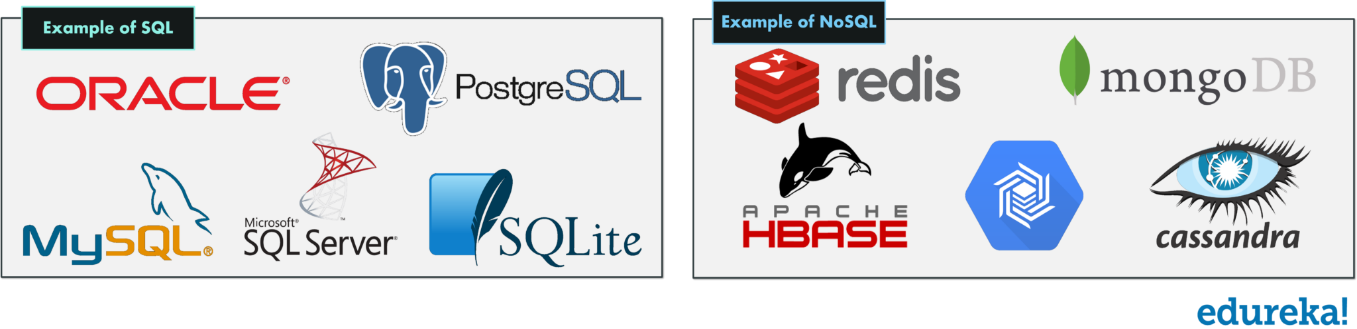 Example of SQL
ORACLE®
PostgreSQL
MySQL®
Microsoft®
SQL Server®
SQLite
Example of NoSQL
redis
mongoDB
APACHE
HBASE
cassandra
edureka!